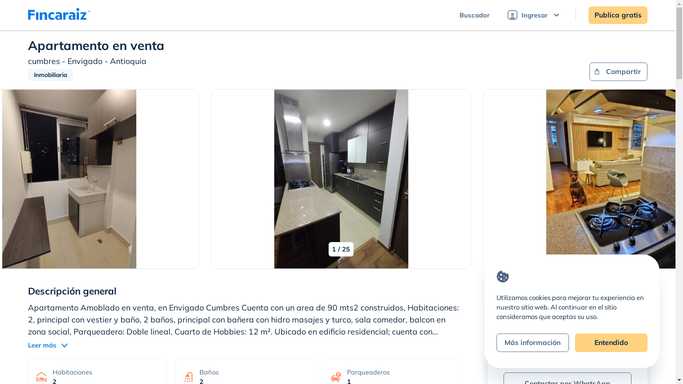 Fincaraiz
Buscador
Ingresar
Publica gratis
Apartamento en venta
cumbres - Envigado - Antioquia
Inmobiliaria
Compartir
1 / 25
Descripción general
Apartamento Amoblado en venta, en Envigado Cumbres Cuenta con un area de 90 mts2 construidos, Habitaciones:
2, principal con vestier y baño, 2 baños, principal con bañera con hidro masajes y turco, sala comedor, balcon en
zona social, Parqueadero: Doble lineal, Cuarto de Hobbies: 12 m². Ubicado en edificio residencial; cuenta con...
Leer más
Habitaciones
2
Baños
2
Parqueaderos
1
Utilizamos cookies para mejorar tu experiencia en
nuestro sitio web. Al continuar en el sitio
consideramos que aceptas su uso.
Más información
Entendido
Contactar por WhatsApp